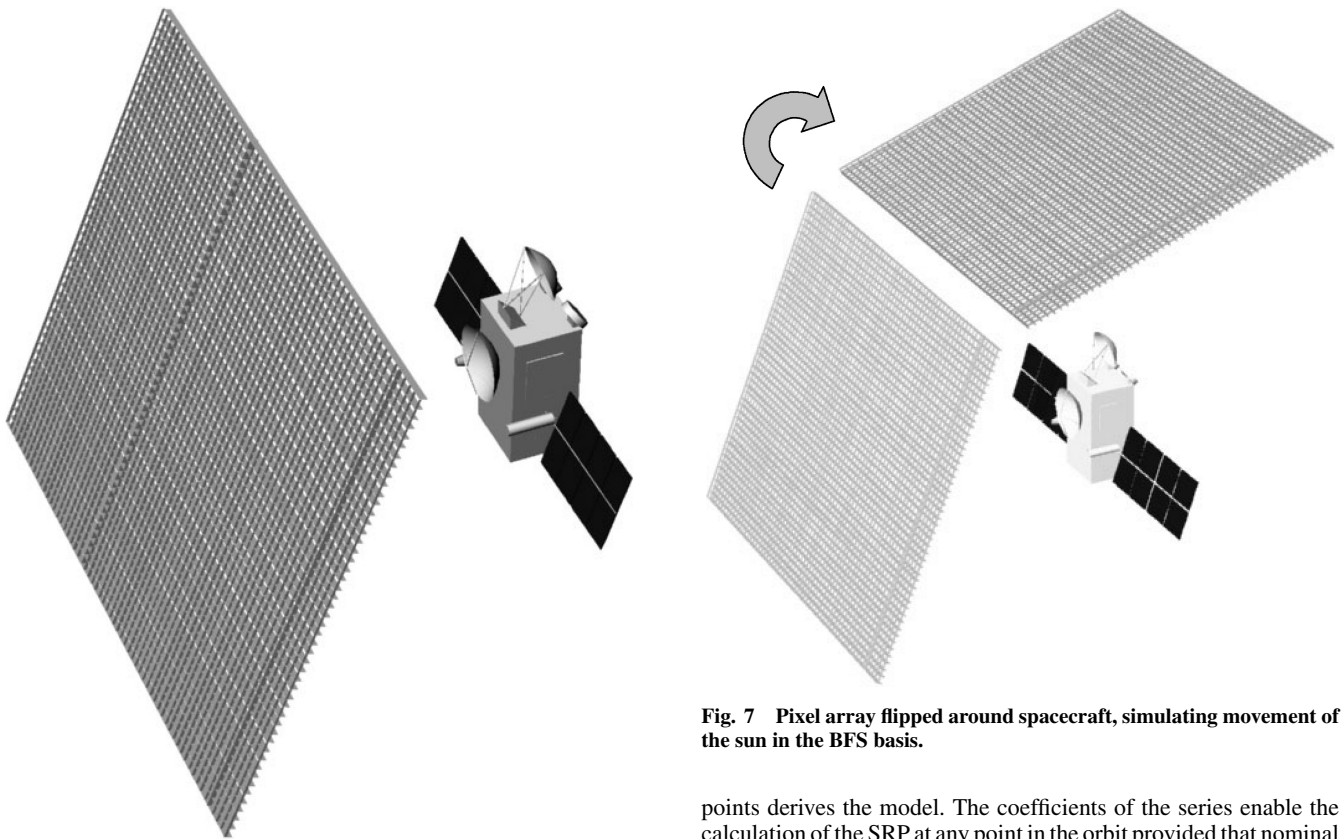 Fig. 7 Pixel array flipped around spacecraft, simulating movement of
the sun in the BFS basis.
points derives the model. The coefficients of the series enable the
calculation of the SRP at any point in the orbit provided that nominal